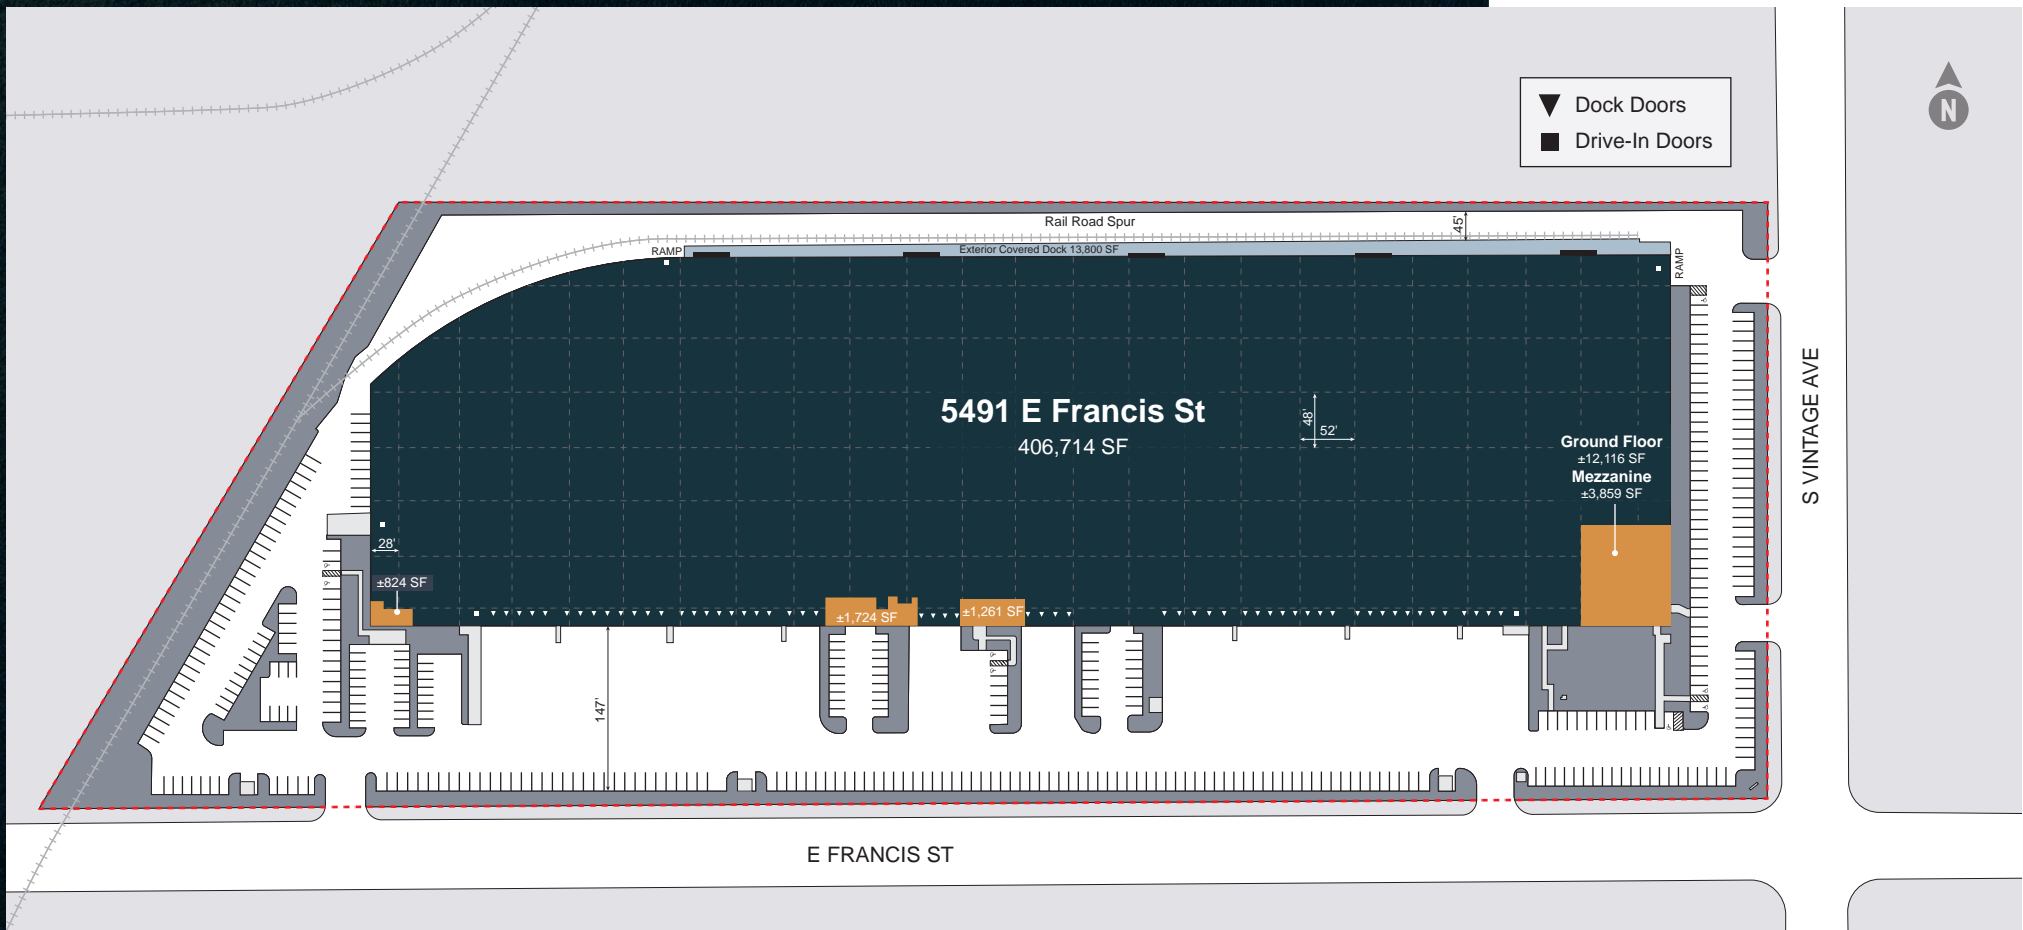 Dock Doors
Drive-In Doors
N
Rail Road Spur
45'
RAMP
Exterior Covered Dock 13,800 SF
RAMP
5491 E Francis St
406,714 SF
48'
52'
Ground Floor
±12,116 SF
Mezzanine
±3,859 SF
S VINTAGE AVE
28'
±824 SF
±1,724 SF
±1,261 SF
147'
E FRANCIS ST